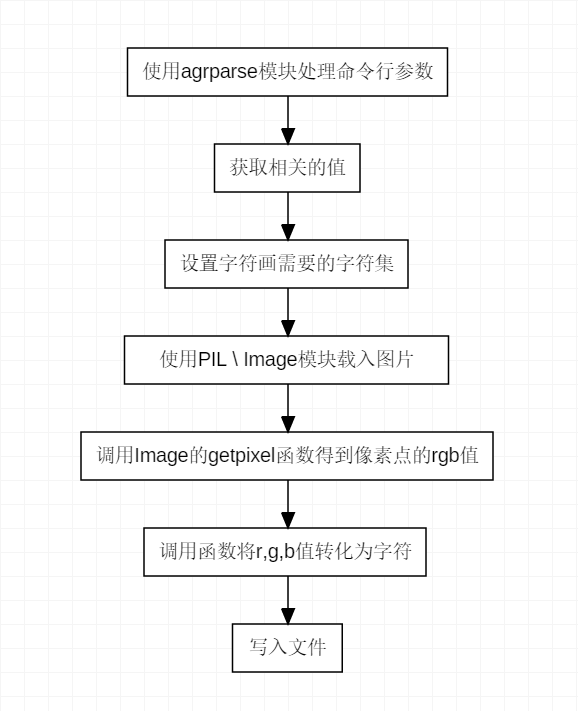 使用agrparse模块处理命令行参数
获取相关的值
设置字符画需要的字符集
使用PIL \ Image模块载入图片
调用Image的getpixel函数得到像素点的rgb值
调用函数将r,g,b值转化为字符
写入文件